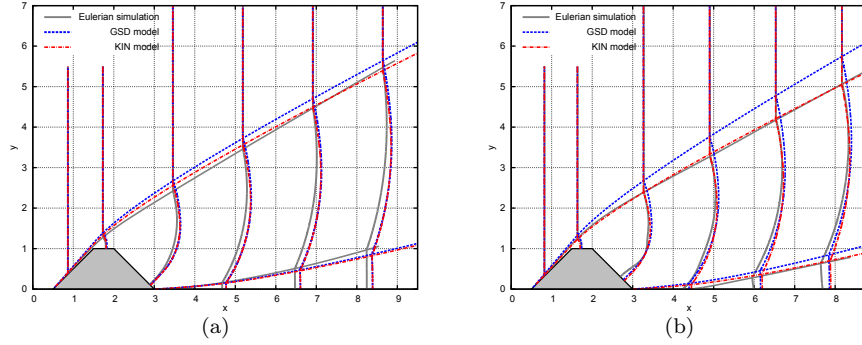 7
6
5
4
3
2
1
0
y
Eulerian simulation
GSD model
KIN model
0 1 2 3 4 5 6 7 8 9
x
(a)
7
6
5
4
3
2
1
0
y
Eulerian simulation
GSD model
KIN model
0 1 2 3 4 5 6 7 8
x
(b)